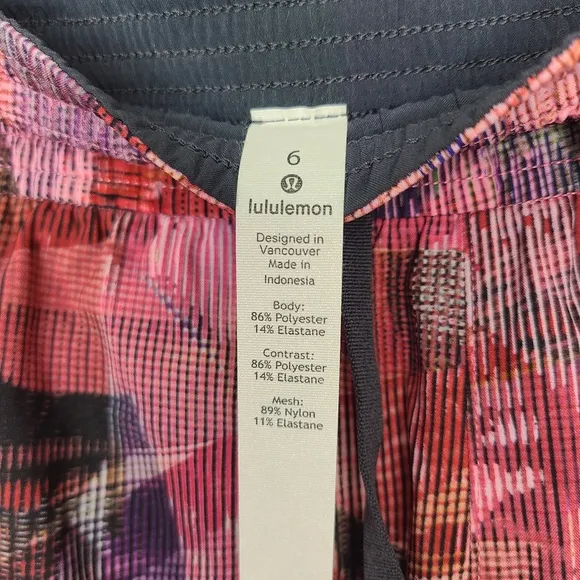 6
lululemon
Designed in
Vancouver
Made in
Indonesia
Body:
86% Polyester
14% Elastane
Contrast:
86% Polyester
14% Elastane
Mesh:
89% Nylon
11% Elastane